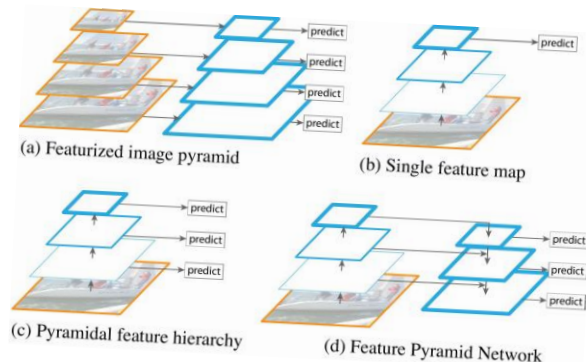 predict
predict
predict
predict
predict
(a) Featurized image pyramid
(b) Single feature map
predict
predict
predict
predict
predict
predict
(c) Pyramidal feature hierarchy
(d) Feature Pyramid Network